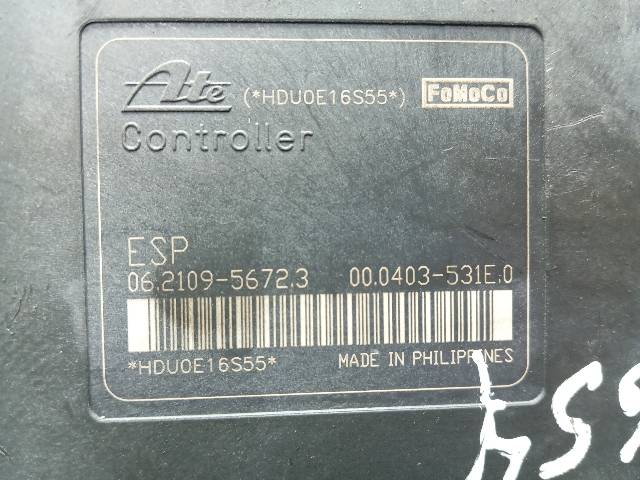 Ate (*HDU0E16S55*) FoMoCo
Controller
ESP
06.2109-5672.3 00.0403-531E.0
*HDU0E16S55* MADE IN PHILIPPINES